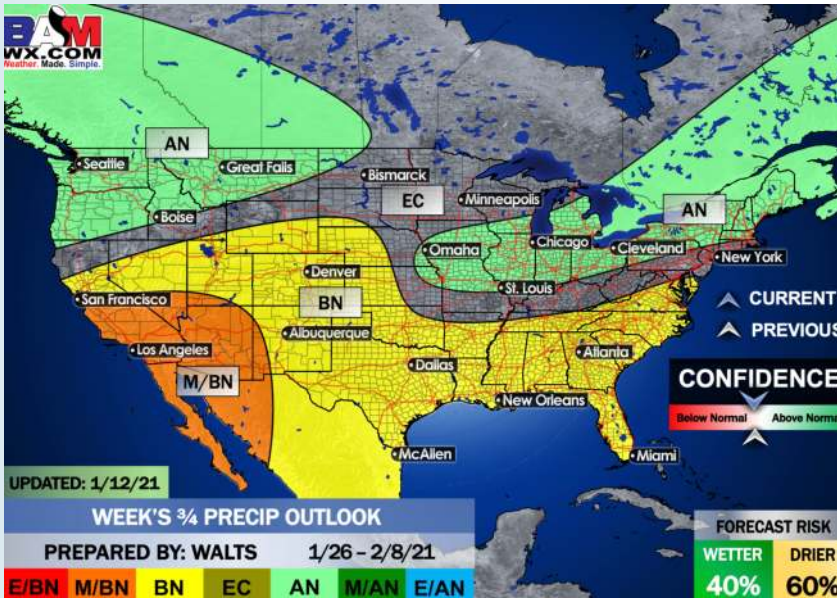 BAM
WX.COM
Weather. Made. Simple.
AN
Seattle
Great Falls
Bismarck
EC
Minneapolis
Boise
AN
Omaha
Chicago
Cleveland
New York
St. Louis
Denver
San Francisco
BN
CURRENT
Albuquerque
PREVIOUS
Los Angeles
Atlanta
Dallas
M/BN
CONFIDENCE
New Orleans
Below Normal
Above Norma
McAllen
Miami
UPDATED: 1/12/21
WEEK'S ¾ PRECIP OUTLOOK
PREPARED BY: WALTS 1/26 – 2/8/21
E/BN M/BN BN EC AN M/AN E/AN
FORECAST RISK
WETTER DRIER
40% 60%